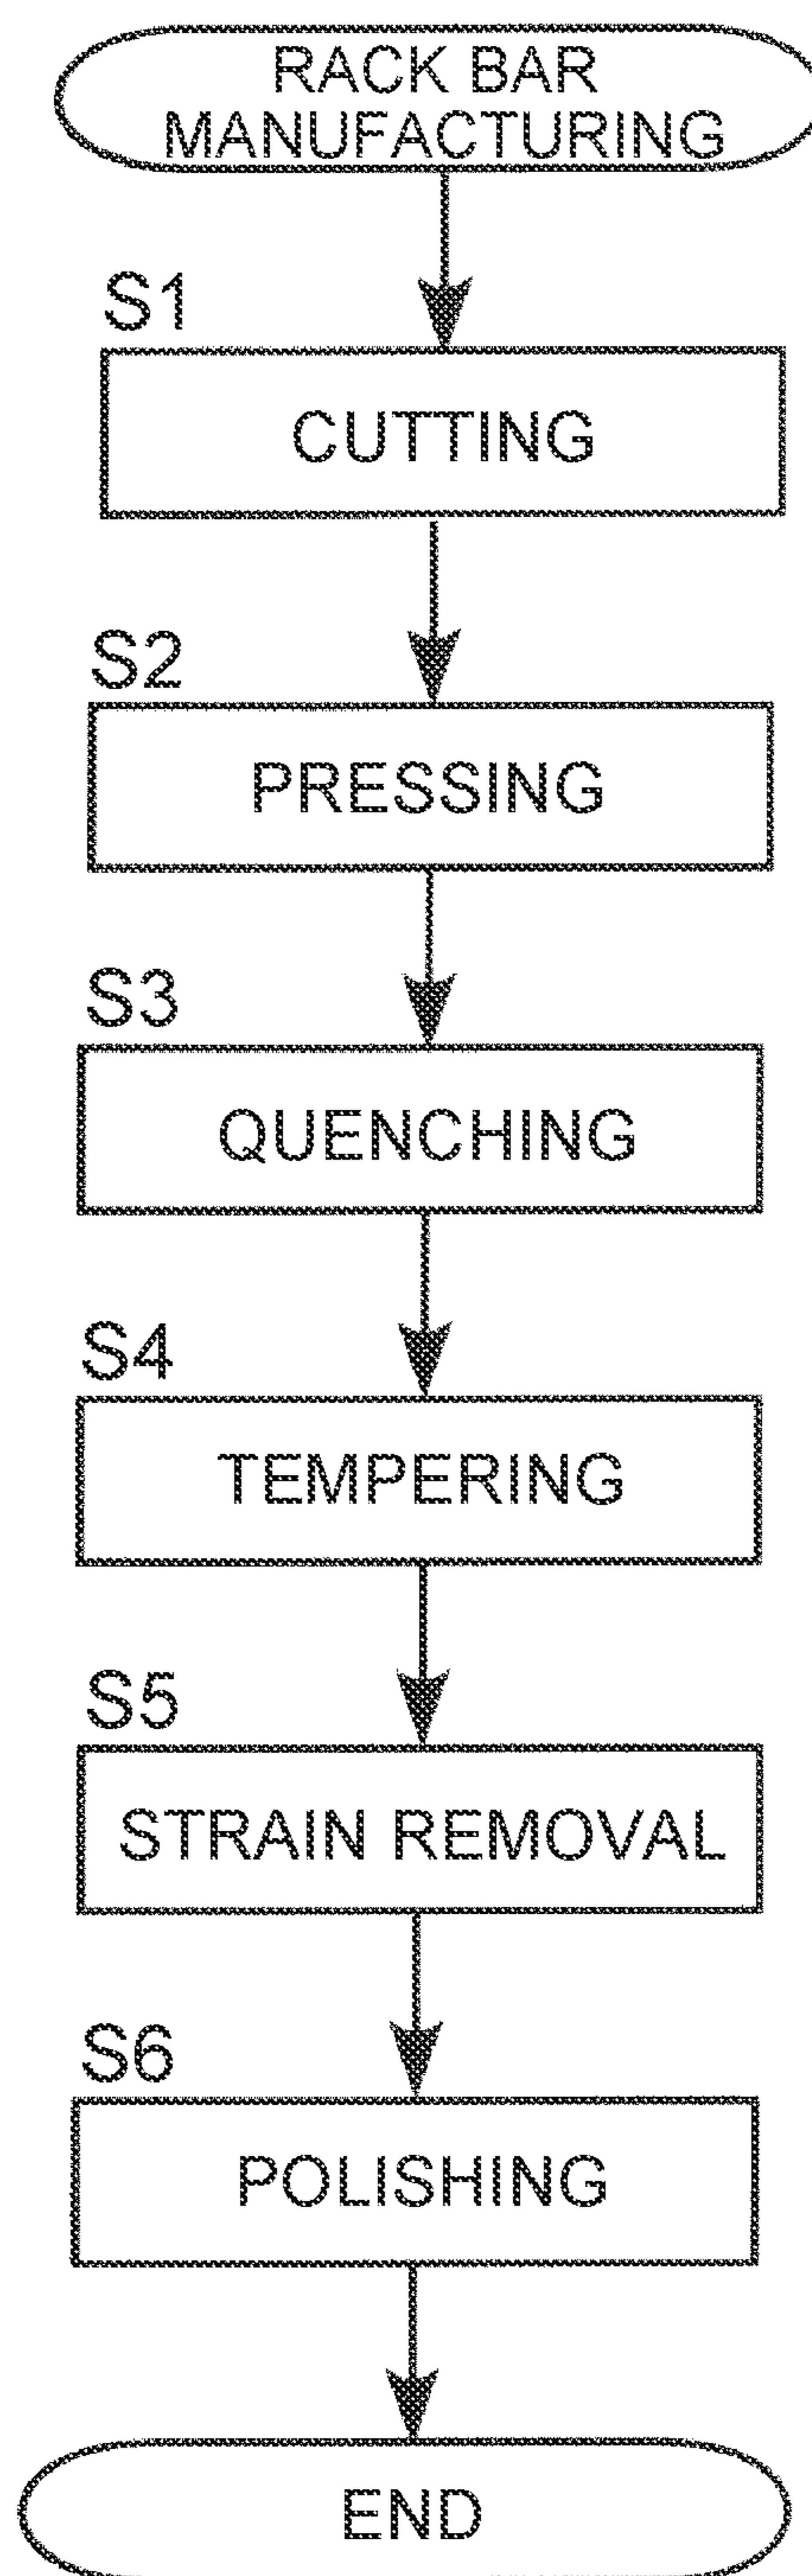 RACK BAR
MANUFACTURING
S1
CUTTING
S2
PRESSING
S3
QUENCHING
S4
TEMPERING
S5
STRAIN REMOVAL
S6
POLISHING
END